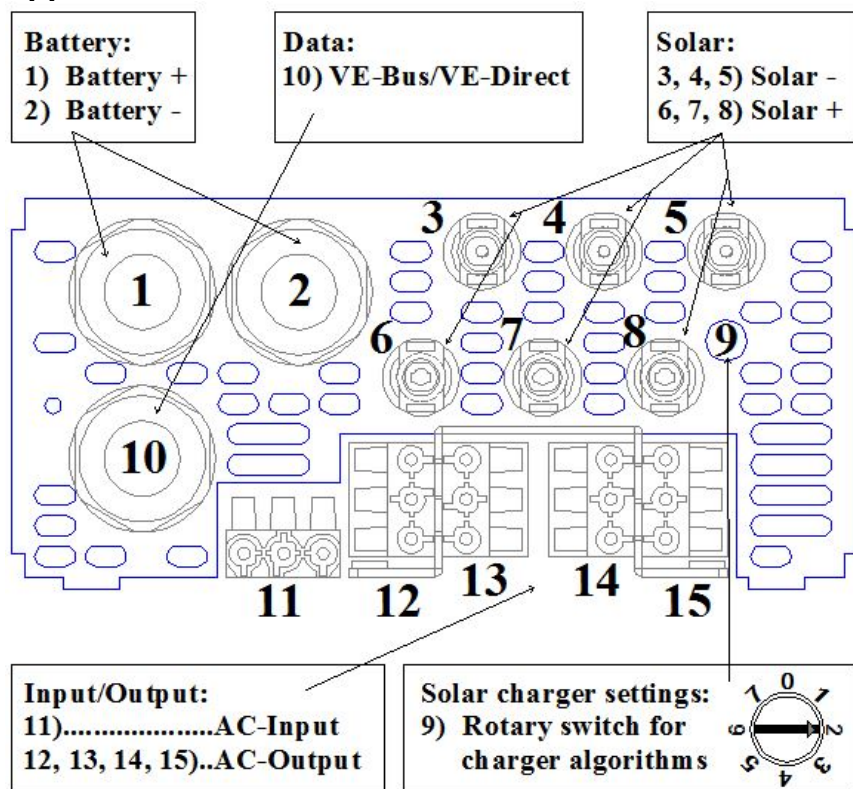 Battery:
1) Battery +
2) Battery -
Data:
10) VE-Bus/VE-Direct
Solar:
3, 4, 5) Solar -
6, 7, 8) Solar +
3
4
5
1
2
6
7
8
9
10
11
12
13
14
15
Input/Output:
11).....................AC-Input
12, 13, 14, 15)..AC-Output
Solar charger settings:
9) Rotary switch for
charger algorithms
0
1
2
3
4
5
6
7